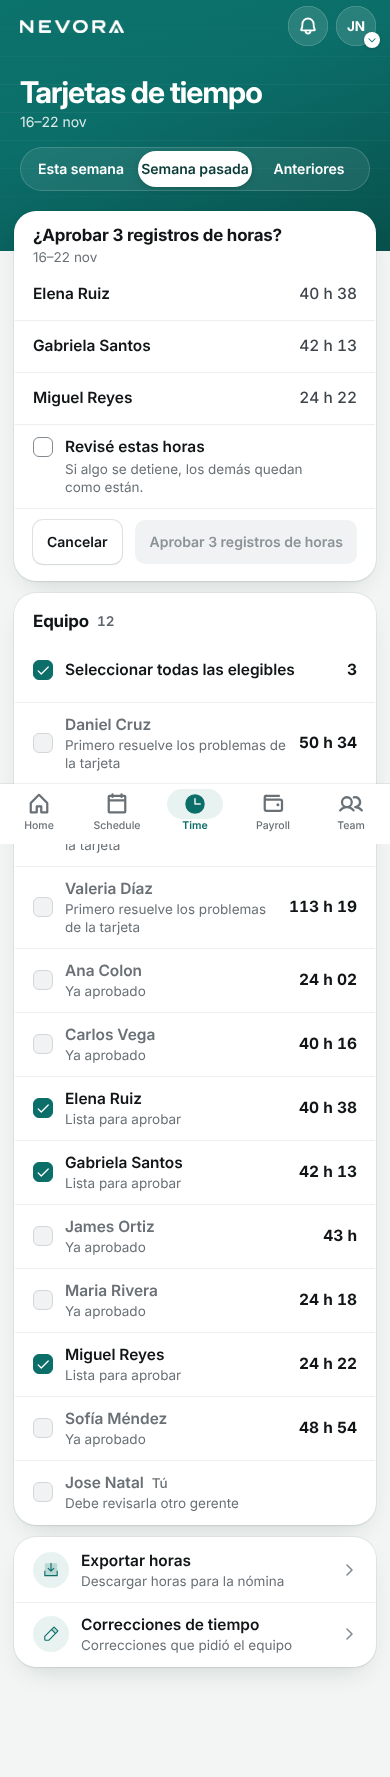 NEVORA
JN
Tarjetas de tiempo
16–22 nov
Esta semana
Semana pasada
Anteriores
¿Aprobar 3 registros de horas?
16–22 nov
Elena Ruiz 40 h 38
Gabriela Santos 42 h 13
Miguel Reyes 24 h 22
Revisé estas horas
Si algo se detiene, los demás quedan
como están.
Cancelar
Aprobar 3 registros de horas
Equipo 12
Seleccionar todas las elegibles 3
Daniel Cruz
Primero resuelve los problemas de
la tarjeta
50 h 34
Home
Schedule
Time
Payroll
Team
la tarjeta
Valeria Díaz
Primero resuelve los problemas
de la tarjeta
113 h 19
Ana Colon
Ya aprobado
24 h 02
Carlos Vega
Ya aprobado
40 h 16
Elena Ruiz
Lista para aprobar
40 h 38
Gabriela Santos
Lista para aprobar
42 h 13
James Ortiz
Ya aprobado
43 h
Maria Rivera
Ya aprobado
24 h 18
Miguel Reyes
Lista para aprobar
24 h 22
Sofía Méndez
Ya aprobado
48 h 54
Jose Natal Tú
Debe revisarla otro gerente
Exportar horas
Descargar horas para la nómina
Correcciones de tiempo
Correcciones que pidió el equipo